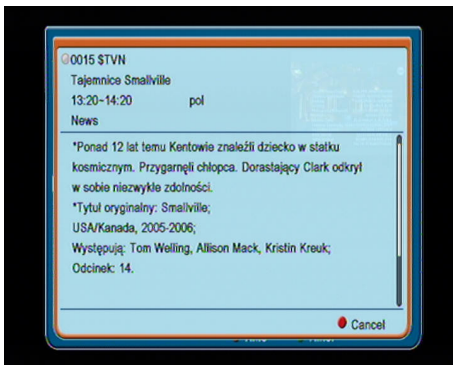 0015 $TVN
Tajemnice Smallville
13:20~14:20 pol
News
*Ponad 12 lat temu Kentowie znaleźli dziecko w statku
kosmicznym. Przygarnęli chłopca. Dorastający Clark odkrył
w sobie niezwykłe zdolności.
*Tytuł oryginalny: Smallville;
USA/Kanada, 2005-2006;
Występują: Tom Welling, Allison Mack, Kristin Kreuk;
Odcinek: 14.
Cancel